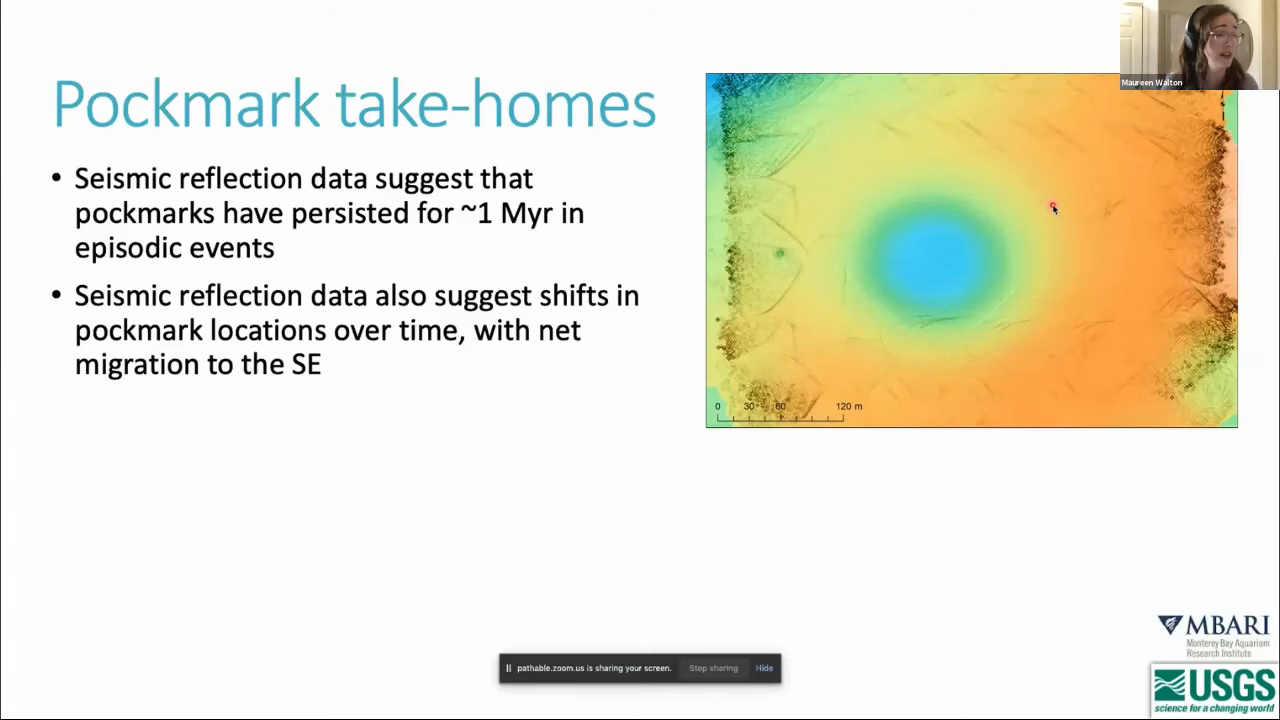 Maureen Walton
Pockmark take-homes
• Seismic reflection data suggest that
pockmarks have persisted for ~1 Myr in
episodic events
• Seismic reflection data also suggest shifts in
pockmark locations over time, with net
migration to the SE
0 30 60 120 m
pathable.zoom.us is sharing your screen. Stop sharing Hide
MBARI
Monterey Bay Aquarium
Research Institute
USGS
science for a changing world